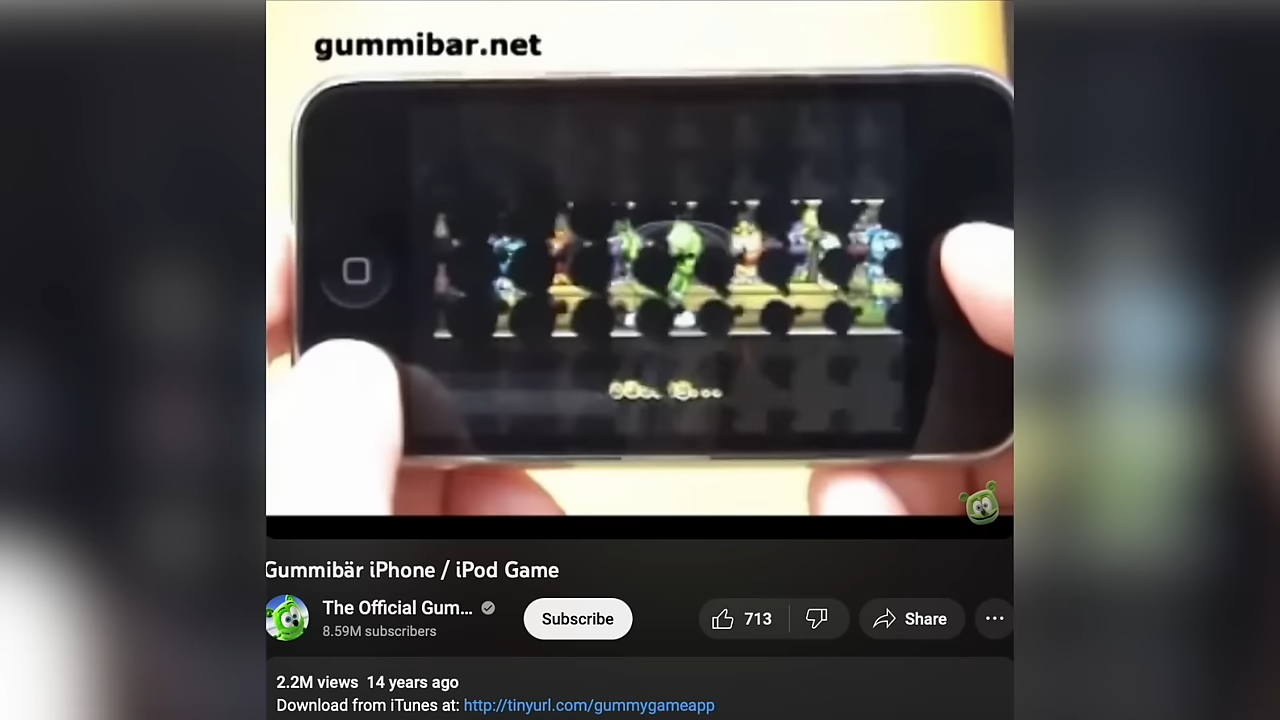 gummibar.net
Gummibär iPhone / iPod Game
The Official Gum...
8.59M subscribers
Subscribe
713
Share
2.2M views 14 years ago
Download from iTunes at: http://tinyurl.com/gummygameapp